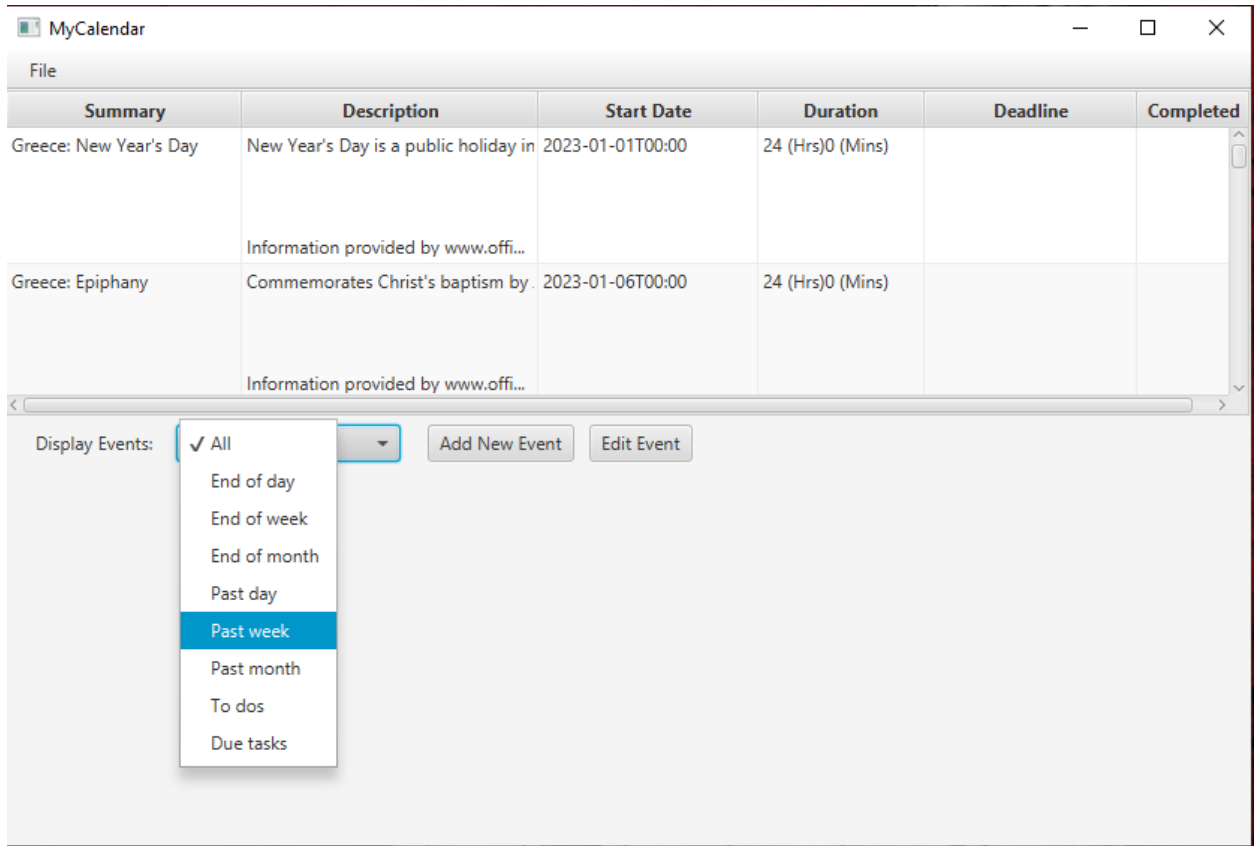 MyCalendar
File
Summary Description Start Date Duration Deadline Completed
Greece: New Year's Day New Year's Day is a public holiday in 2023-01-01T00:00 24 (Hrs)0 (Mins)
Information provided by www.offi...
Greece: Epiphany Commemorates Christ's baptism by 2023-01-06T00:00 24 (Hrs)0 (Mins)
Information provided by www.offi...
Display Events: ✓ All Add New Event Edit Event
End of day
End of week
End of month
Past day
Past week
Past month
To dos
Due tasks